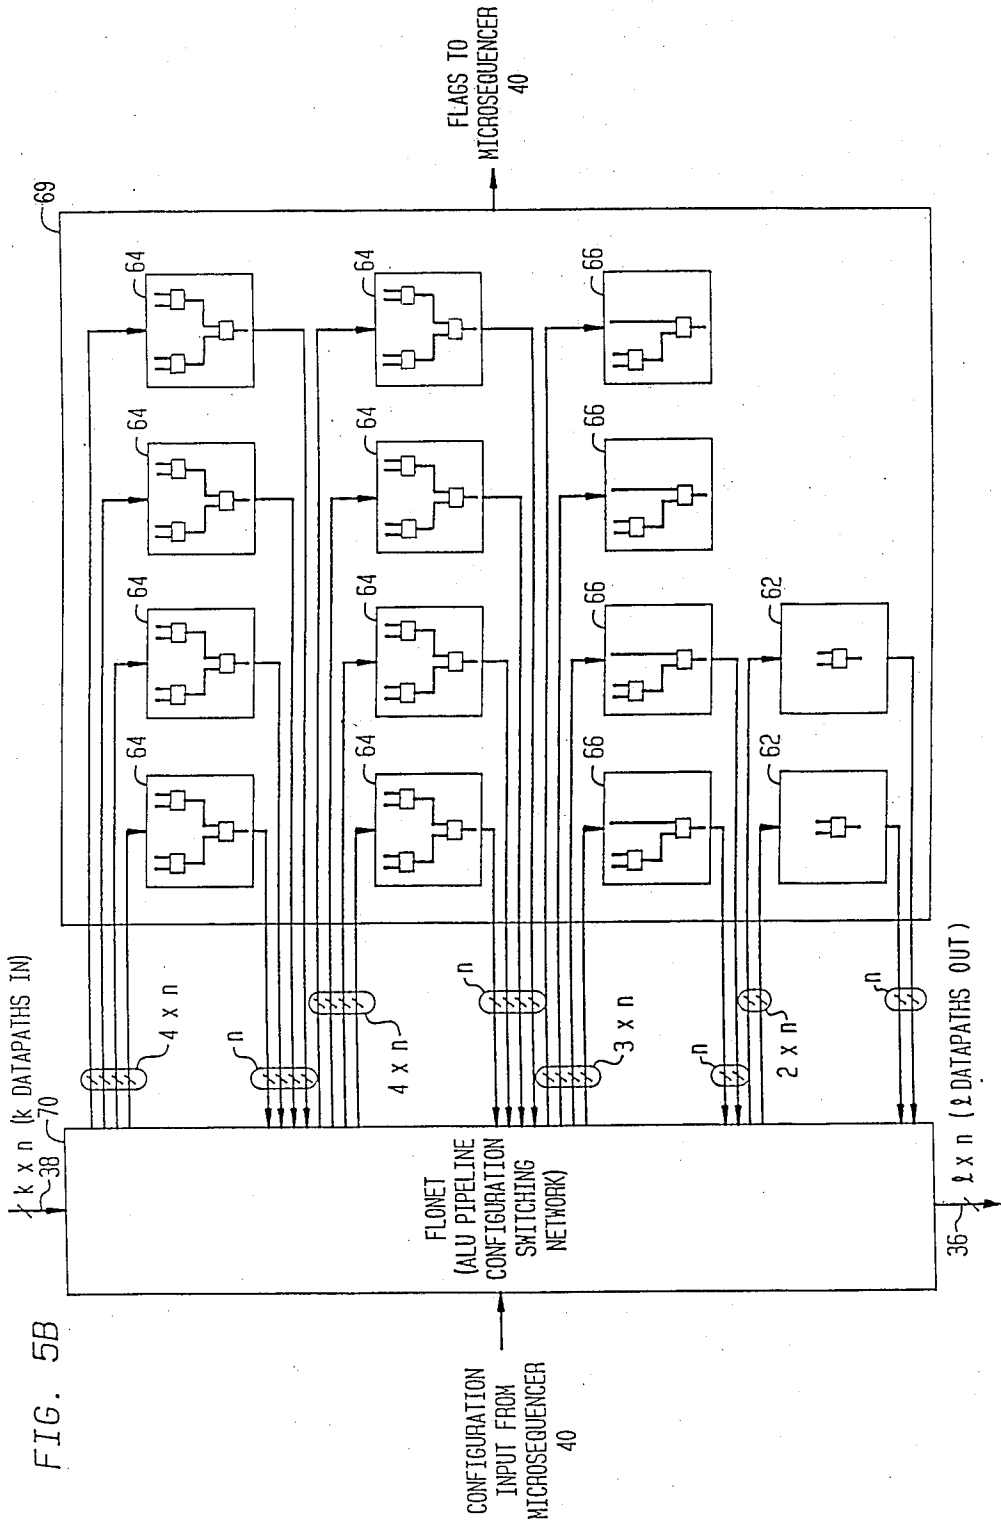 FIG. 5B
k x n (k DATAPATHS IN)
38
70
FLONET
(ALU PIPELINE
CONFIGURATION
SWITCHING
NETWORK)
CONFIGURATION
INPUT FROM
MICROSEQUENCER
40
36
ℓ x n (ℓ DATAPATHS OUT)
4 x n
n
4 x n
n
3 x n
n
2 x n
n
69
64
64
64
64
64
64
64
64
66
66
66
66
62
62
FLAGS TO
MICROSEQUENCER
40